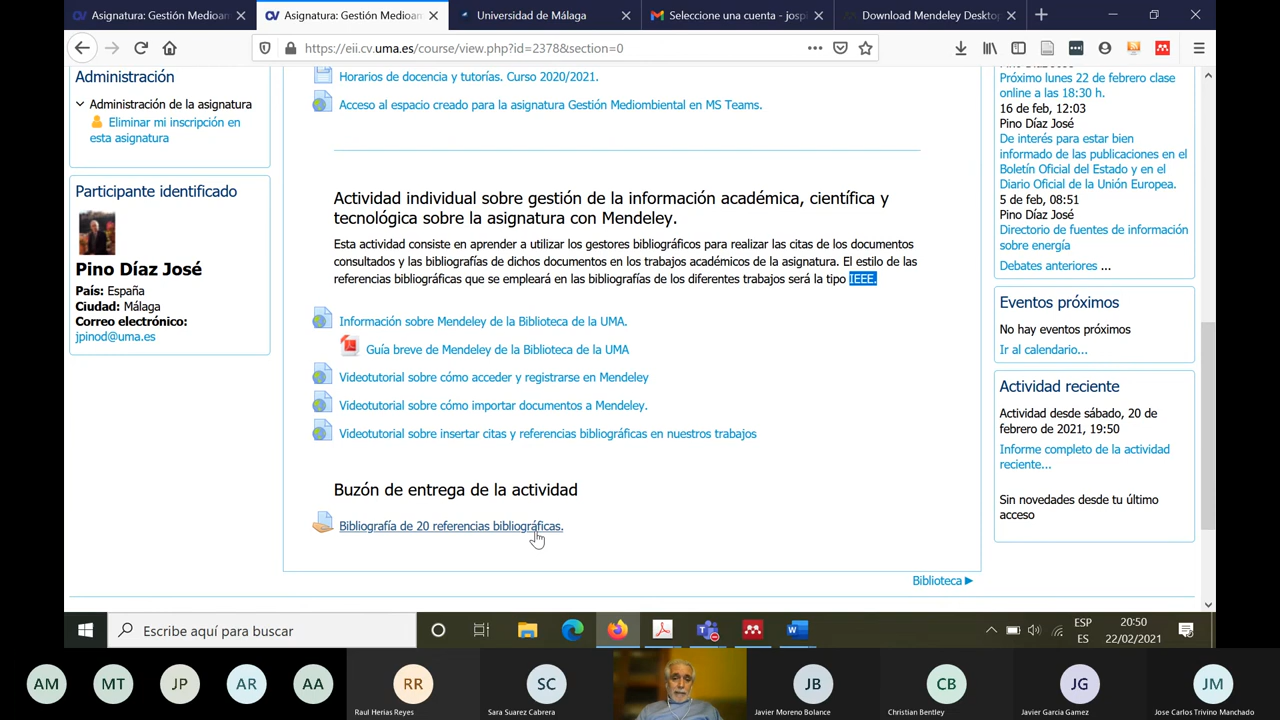 Asignatura: Gestión Medioam
Asignatura: Gestión Medioam
Universidad de Málaga
Seleccione una cuenta - jospi
Download Mendeley Desktop
https://eii.cv.uma.es/course/view.php?id=2378&section=0
Administración
Administración de la asignatura
Eliminar mi inscripción en
esta asignatura
Participante identificado
Pino Díaz José
País: España
Ciudad: Málaga
Correo electrónico:
jpinod@uma.es
Horarios de docencia y tutorías. Curso 2020/2021.
Acceso al espacio creado para la asignatura Gestión Mediombiental en MS Teams.
Actividad individual sobre gestión de la información académica, científica y
tecnológica sobre la asignatura con Mendeley.
Esta actividad consiste en aprender a utilizar los gestores bibliográficos para realizar las citas de los documentos
consultados y las bibliografías de dichos documentos en los trabajos académicos de la asignatura. El estilo de las
referencias bibliográficas que se empleará en las bibliografías de los diferentes trabajos será la tipo IEEE.
Información sobre Mendeley de la Biblioteca de la UMA.
Guía breve de Mendeley de la Biblioteca de la UMA
Videotutorial sobre cómo acceder y registrarse en Mendeley
Videotutorial sobre cómo importar documentos a Mendeley.
Videotutorial sobre insertar citas y referencias bibliográficas en nuestros trabajos
Buzón de entrega de la actividad
Bibliografía de 20 referencias bibliográficas.
Biblioteca
Pino Díaz José
Próximo lunes 22 de febrero clase
online a las 18:30 h.
16 de feb, 12:03
Pino Díaz José
De interés para estar bien
informado de las publicaciones en el
Boletín Oficial del Estado y en el
Diario Oficial de la Unión Europea.
5 de feb, 08:51
Pino Díaz José
Directorio de fuentes de información
sobre energía
Debates anteriores ...
Eventos próximos
No hay eventos próximos
Ir al calendario...
Actividad reciente
Actividad desde sábado, 20 de
febrero de 2021, 19:50
Informe completo de la actividad
reciente...
Sin novedades desde tu último
acceso
Escribe aquí para buscar
ESP
ES
20:50
22/02/2021
AM
MT
JP
AR
AA
RR
SC
JB
CB
JG
JM
Raul Herias Reyes
Sara Suarez Cabrera
Javier Moreno Bolance
Christian Bentley
Javier Garcia Gamez
Jose Carlos Trivino Manchado